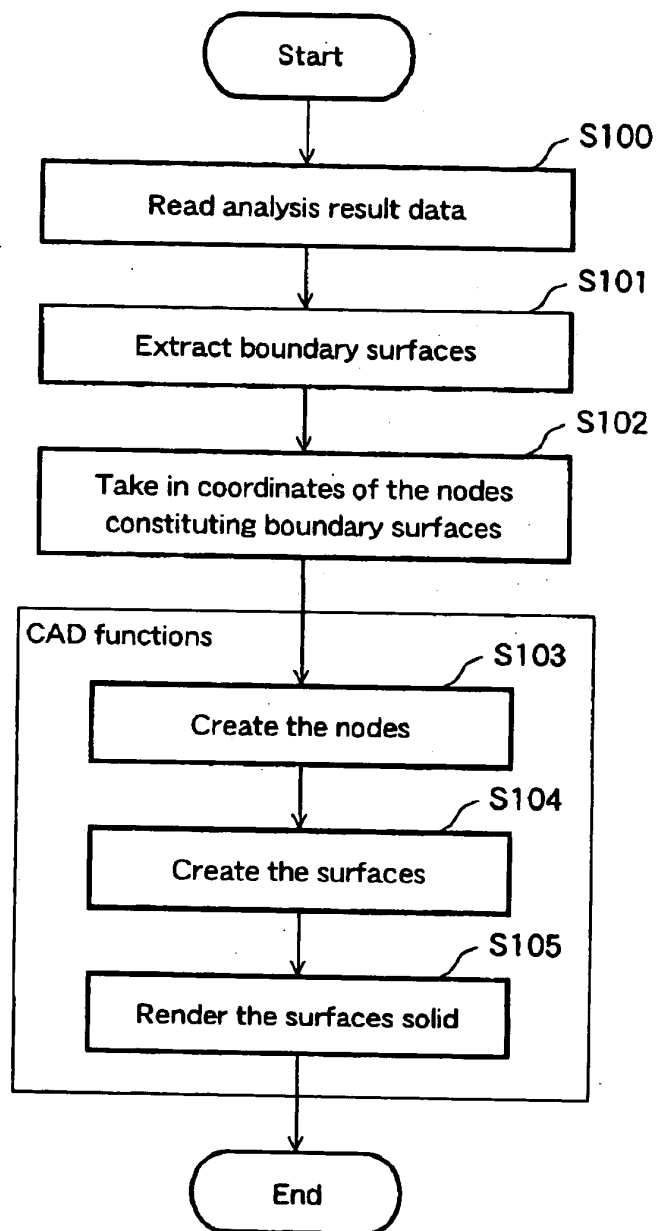 Start
S100
Read analysis result data
S101
Extract boundary surfaces
S102
Take in coordinates of the nodes
constituting boundary surfaces
CAD functions
S103
Create the nodes
S104
Create the surfaces
S105
Render the surfaces solid
End